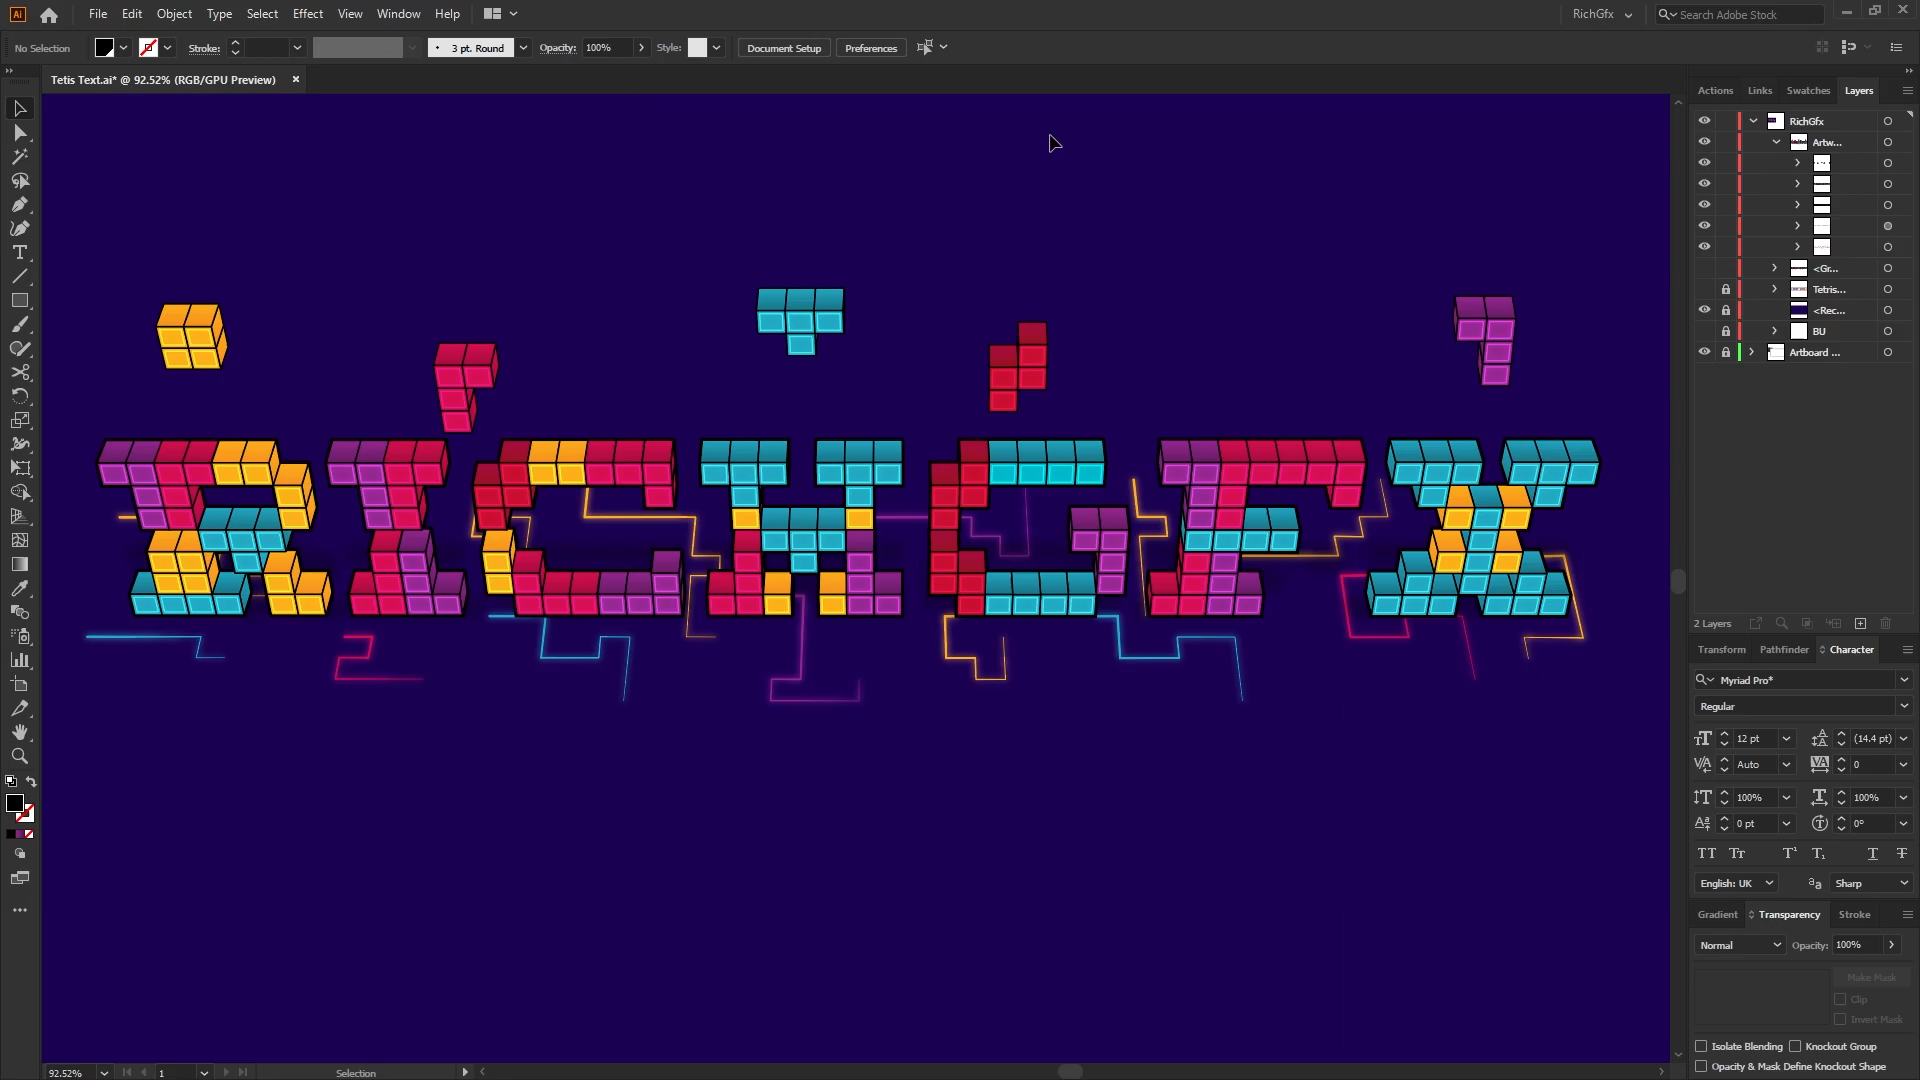 Ai File Edit Object Type Select Effect View Window Help RichGfx Search Adobe Stock
No Selection Stroke: 3 pt. Round Opacity: 100% Style: Document Setup Preferences
Tetis Text.ai* @ 92.52% (RGB/GPU Preview)
Actions Links Swatches Layers
RichGfx
Artw...
<Gr...
Tetris...
<Rec...
BU
Artboard ...
RICHGFX
2 Layers
Transform Pathfinder Character
Myriad Pro*
Regular
12 pt (14.4 pt)
Auto 0
100% 100%
0 pt 0°
English: UK Sharp
Gradient Transparency Stroke
Normal Opacity: 100%
Make Mask
Clip
Invert Mask
Isolate Blending Knockout Group
Opacity & Mask Define Knockout Shape
92.52% 1 Selection